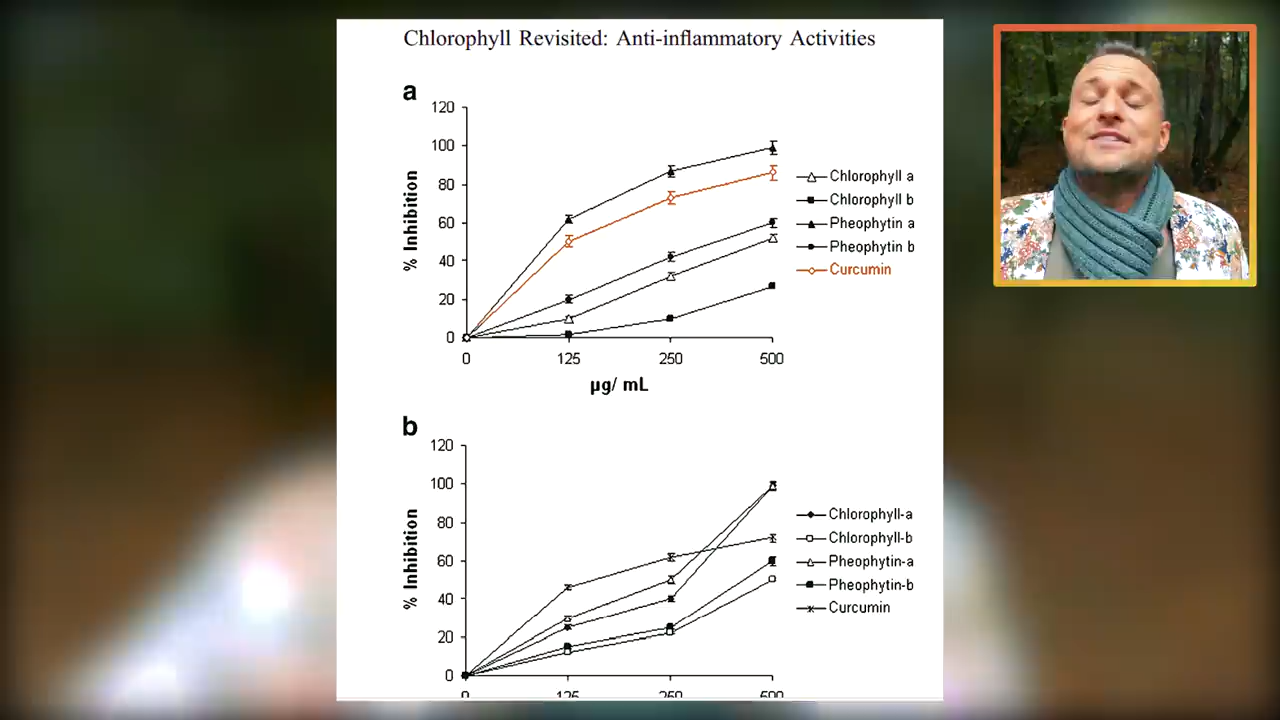 Chlorophyll Revisited: Anti-inflammatory Activities
a
120
100
80
60
40
20
0
% Inhibition
0 125 250 500
µg/ mL
Chlorophyll a
Chlorophyll b
Pheophytin a
Pheophytin b
Curcumin
b
120
100
80
60
40
20
0
% Inhibition
0 125 250 500
Chlorophyll-a
Chlorophyll-b
Pheophytin-a
Pheophytin-b
Curcumin